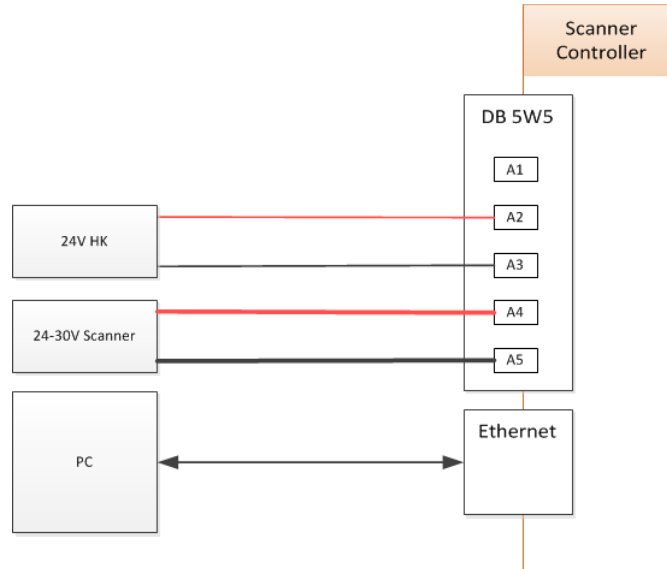 Scanner
Controller
DB 5W5
A1
A2
24V HK
A3
A4
24-30V Scanner
A5
Ethernet
PC